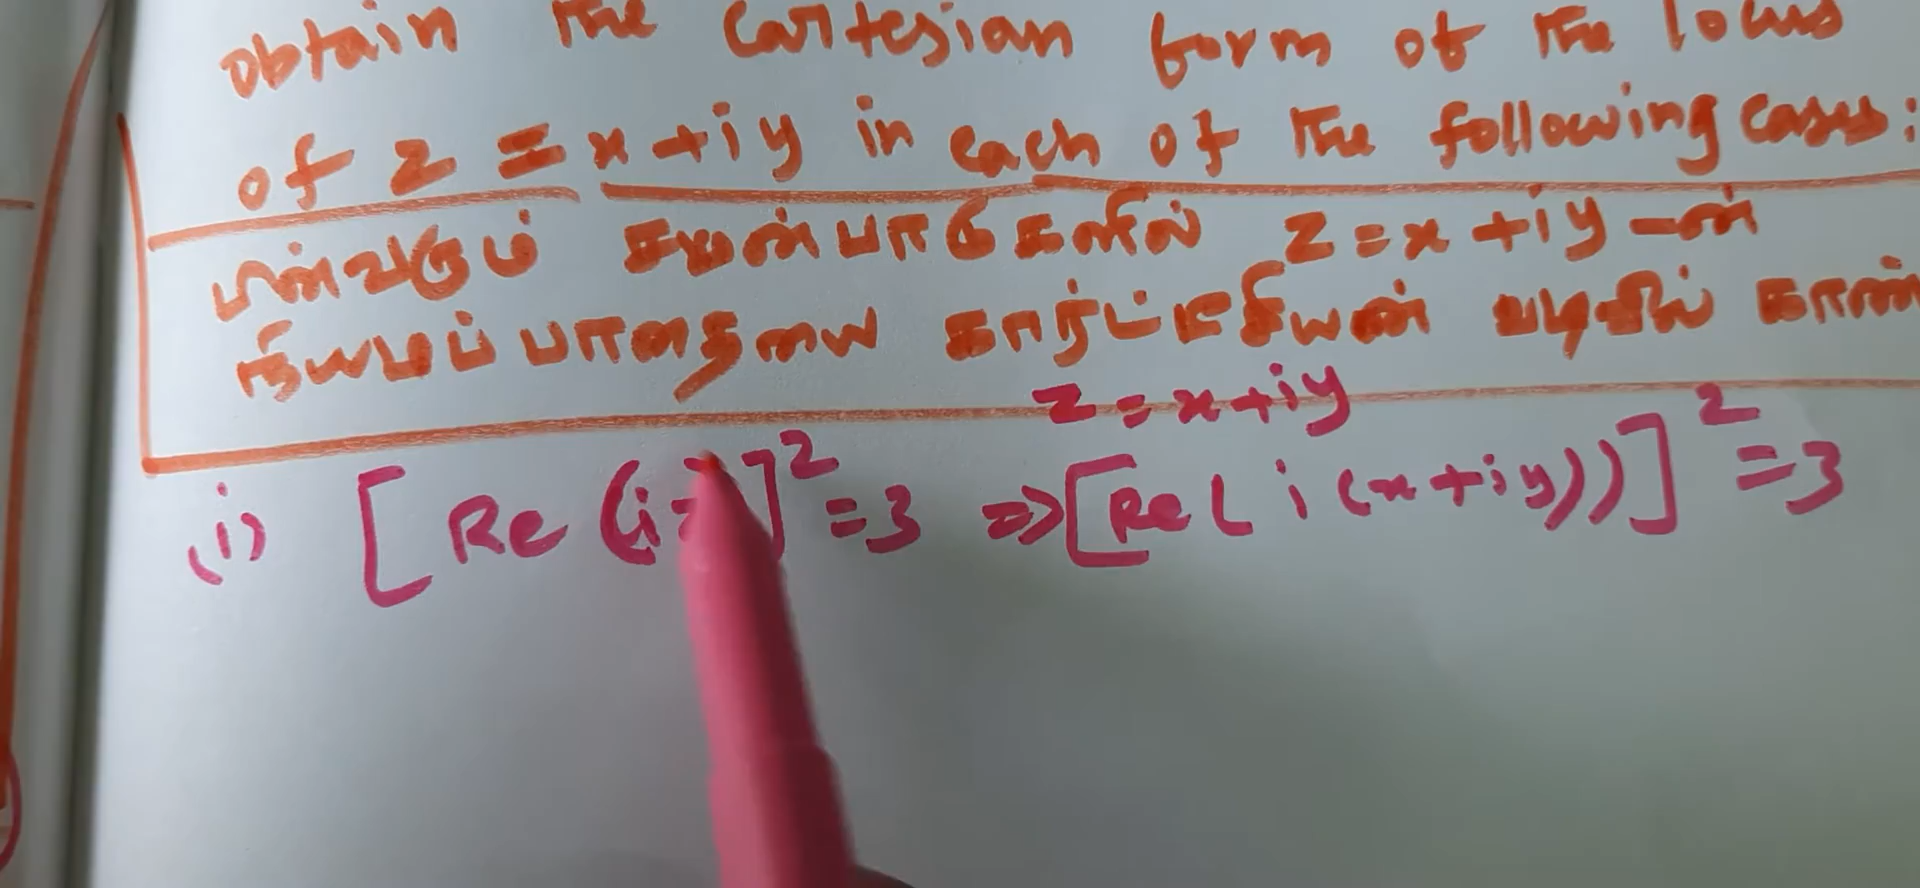 obtain the Cartesian form of the locus
of z = x + iy in each of the following cases:
பின்வரும் சமன்பாடுகளில் z = x + iy -ன்
நியமப்பாதையை கார்ட்டீசியன் வடிவில் காண்
z = x + iy
(i) [Re (iz)]² = 3 ⇒ [Re ( i (x + iy))]² = 3